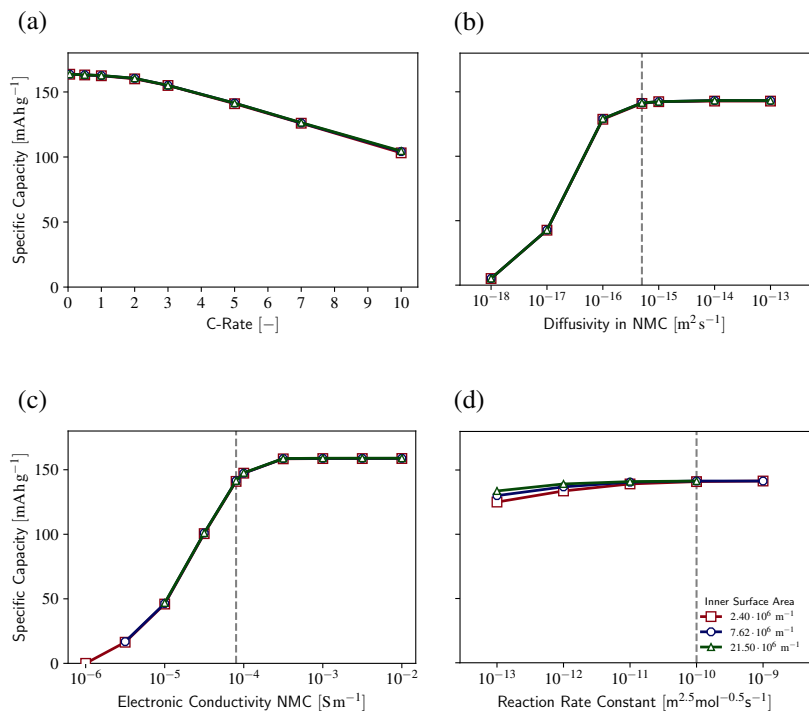 (a)
(b)
Specific Capacity [mAh g⁻¹]
150
100
50
0
0 1 2 3 5 7 9 10
C-Rate [−]
10⁻¹⁸ 10⁻¹⁷ 10⁻¹⁶ 10⁻¹⁵ 10⁻¹⁴ 10⁻¹³
Diffusivity in NMC [m² s⁻¹]
(c)
(d)
Specific Capacity [mAh g⁻¹]
150
100
50
0
10⁻⁶ 10⁻⁵ 10⁻⁴ 10⁻³ 10⁻²
Electronic Conductivity NMC [S m⁻¹]
Inner Surface Area
2.40 · 10⁶ m⁻¹
7.62 · 10⁶ m⁻¹
21.50 · 10⁶ m⁻¹
10⁻¹³ 10⁻¹² 10⁻¹¹ 10⁻¹⁰ 10⁻⁹
Reaction Rate Constant [m²·⁵mol⁻⁰·⁵s⁻¹]